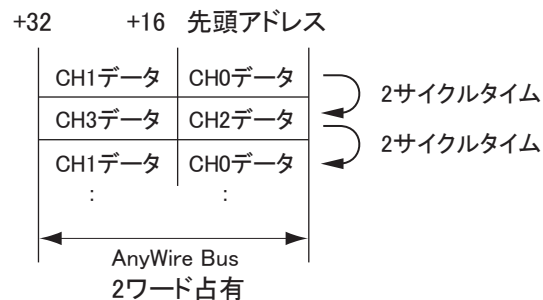 +32 +16 先頭アドレス
CH1データ CH0データ
2サイクルタイム
CH3データ CH2データ
2サイクルタイム
CH1データ CH0データ
: :
AnyWire Bus
2ワード占有